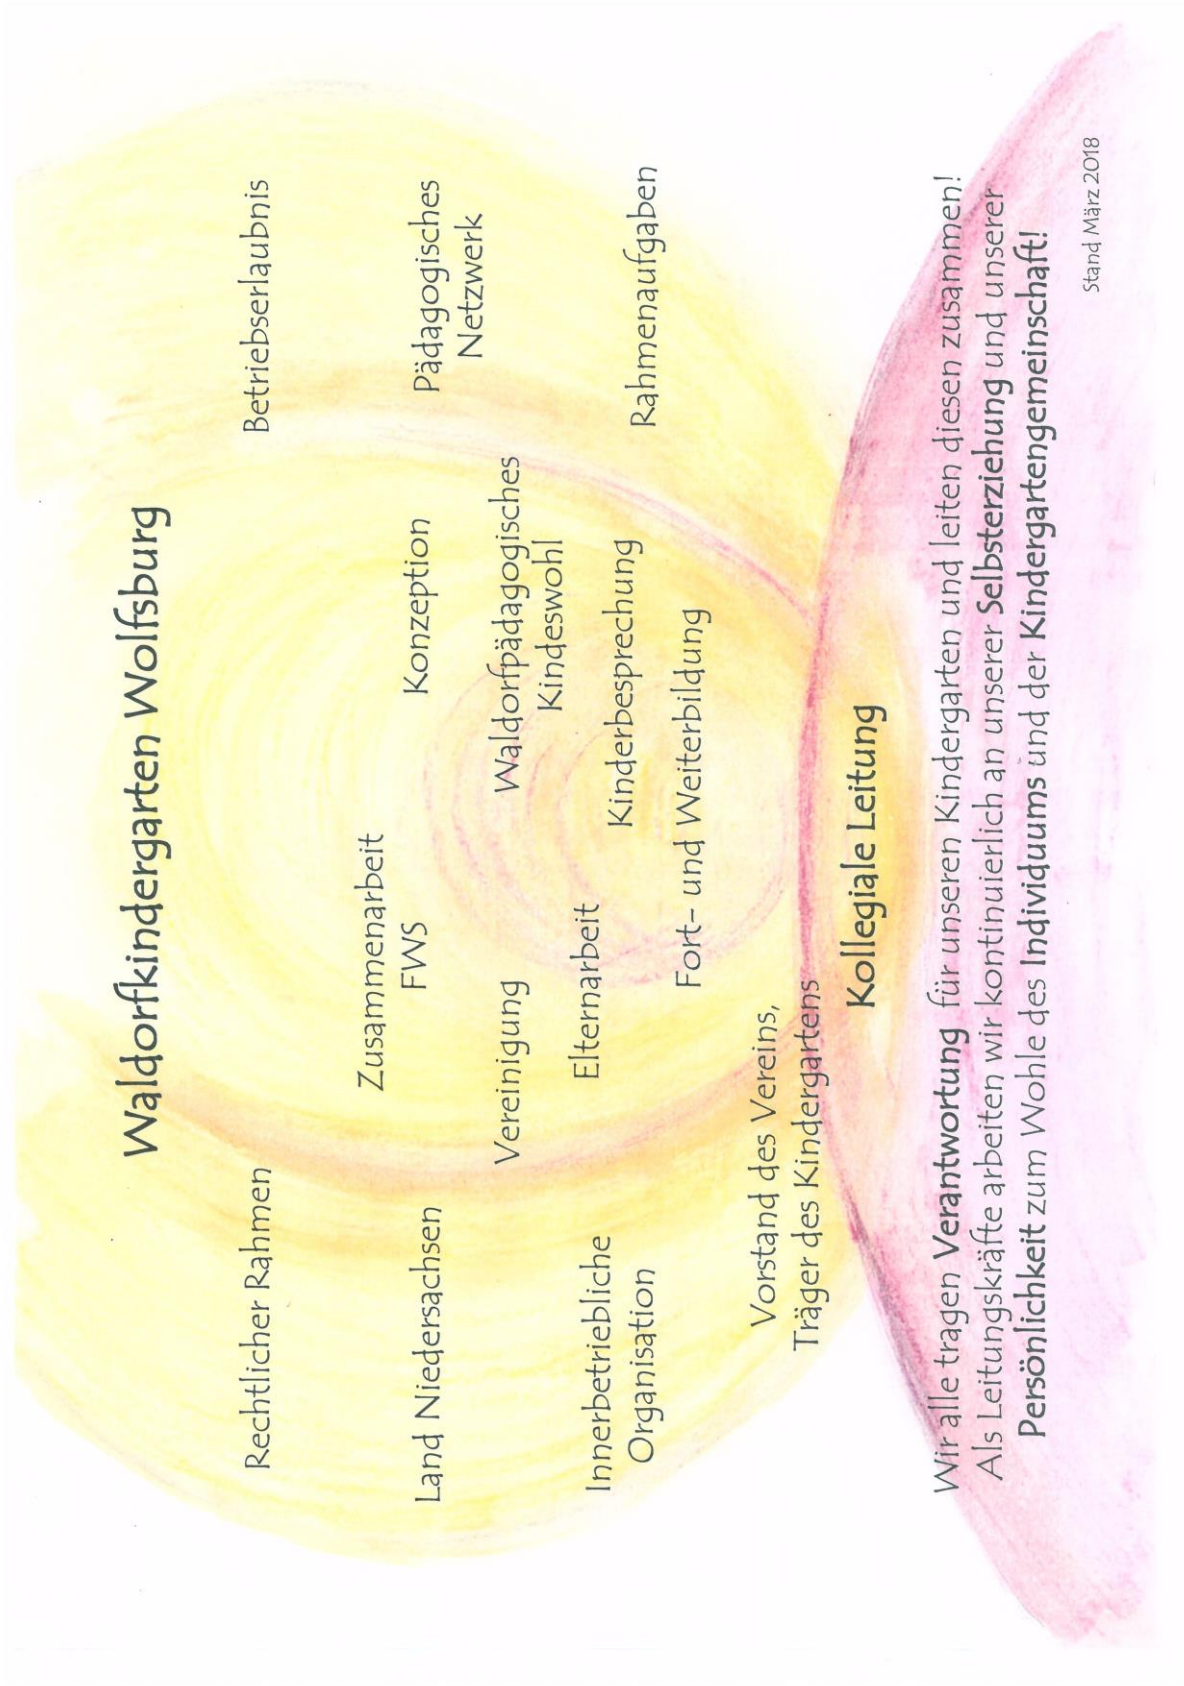 Waldorfkindergarten Wolfsburg
Rechtlicher Rahmen
Betriebserlaubnis
Zusammenarbeit
FWS
Konzeption
Land Niedersachsen
Pädagogisches
Netzwerk
Vereinigung
Waldorfpädagogisches
Kindeswohl
Elternarbeit
Kinderbesprechung
Innerbetriebliche
Organisation
Rahmenaufgaben
Fort- und Weiterbildung
Vorstand des Vereins,
Träger des Kindergartens
Kollegiale Leitung
Wir alle tragen Verantwortung für unseren Kindergarten und leiten diesen zusammen!
Als Leitungskräfte arbeiten wir kontinuierlich an unserer Selbsterziehung und unserer
Persönlichkeit zum Wohle des Individuums und der Kindergartengemeinschaft!
Stand März 2018